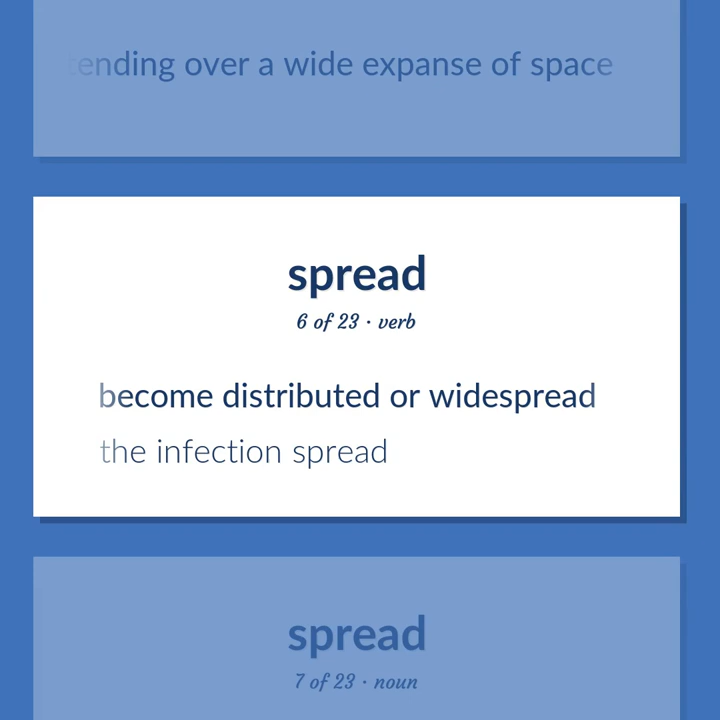 tending over a wide expanse of space
spread
6 of 23 · verb
become distributed or widespread
the infection spread
spread
7 of 23 · noun